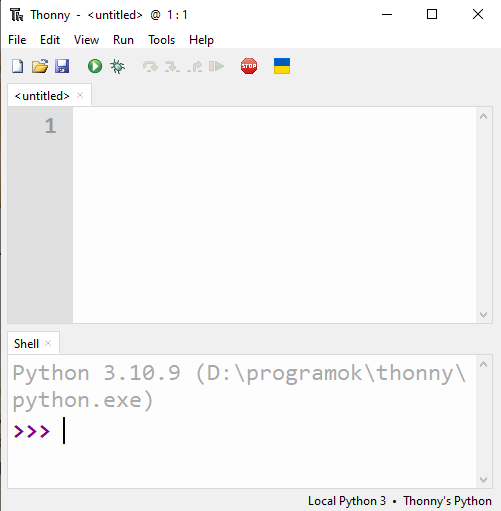 Thonny - <untitled> @ 1:1
File Edit View Run Tools Help
STOP
<untitled> ×
1
Shell ×
Python 3.10.9 (D:\programok\thonny\
python.exe)
>>>
Local Python 3 • Thonny's Python